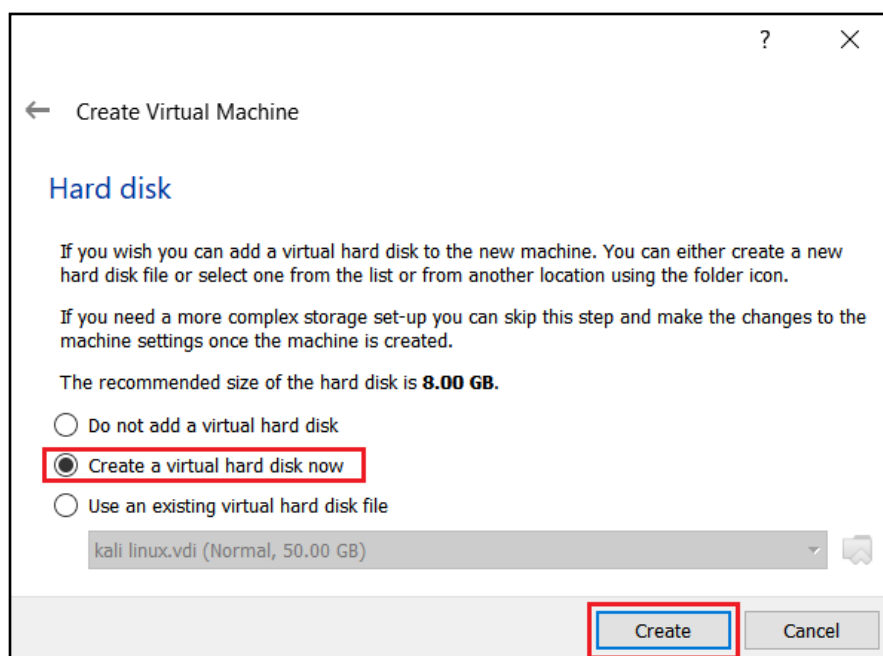 ?
Create Virtual Machine
Hard disk
If you wish you can add a virtual hard disk to the new machine. You can either create a new
hard disk file or select one from the list or from another location using the folder icon.
If you need a more complex storage set-up you can skip this step and make the changes to the
machine settings once the machine is created.
The recommended size of the hard disk is 8.00 GB.
Do not add a virtual hard disk
Create a virtual hard disk now
Use an existing virtual hard disk file
kali linux.vdi (Normal, 50.00 GB)
Create Cancel